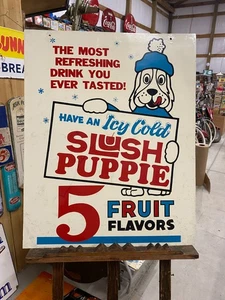 THE MOST
REFRESHING
DRINK YOU
EVER TASTED!
HAVE AN Icy Cold
SLUSH
PUPPIE
5 FRUIT
FLAVORS